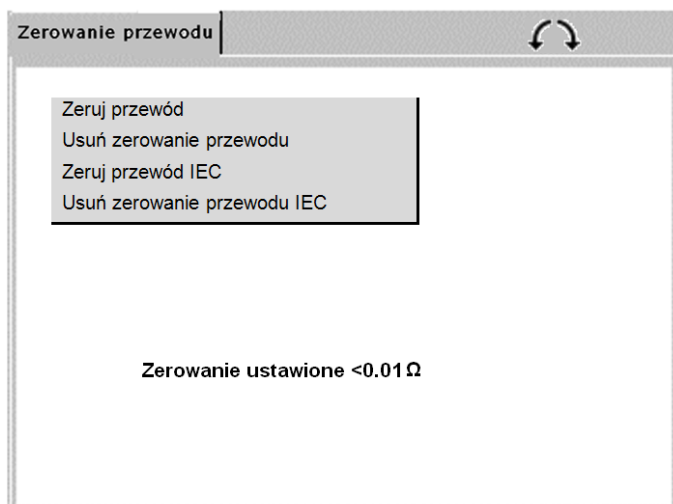 Zerowanie przewodu
Zeruj przewód
Usuń zerowanie przewodu
Zeruj przewód IEC
Usuń zerowanie przewodu IEC
Zerowanie ustawione <0.01Ω